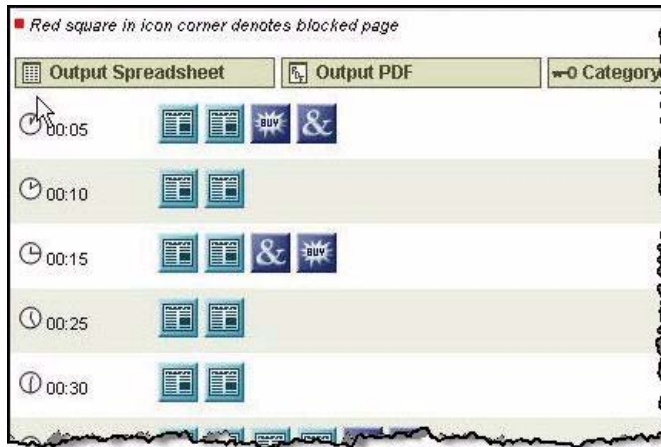 Red square in icon corner denotes blocked page
Output Spreadsheet Output PDF Category
00:05 BUY &
00:10
00:15 & BUY
00:25
00:30